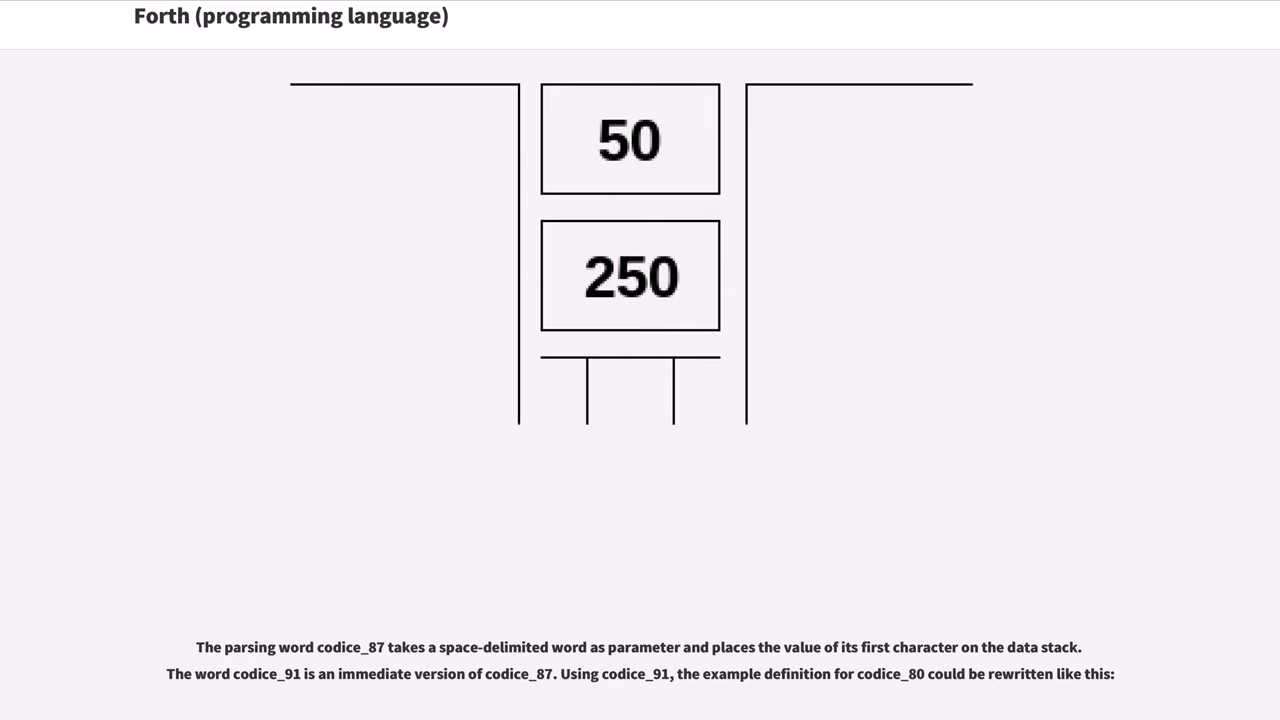 Forth (programming language)
50
250
The parsing word codice_87 takes a space-delimited word as parameter and places the value of its first character on the data stack.
The word codice_91 is an immediate version of codice_87. Using codice_91, the example definition for codice_80 could be rewritten like this: